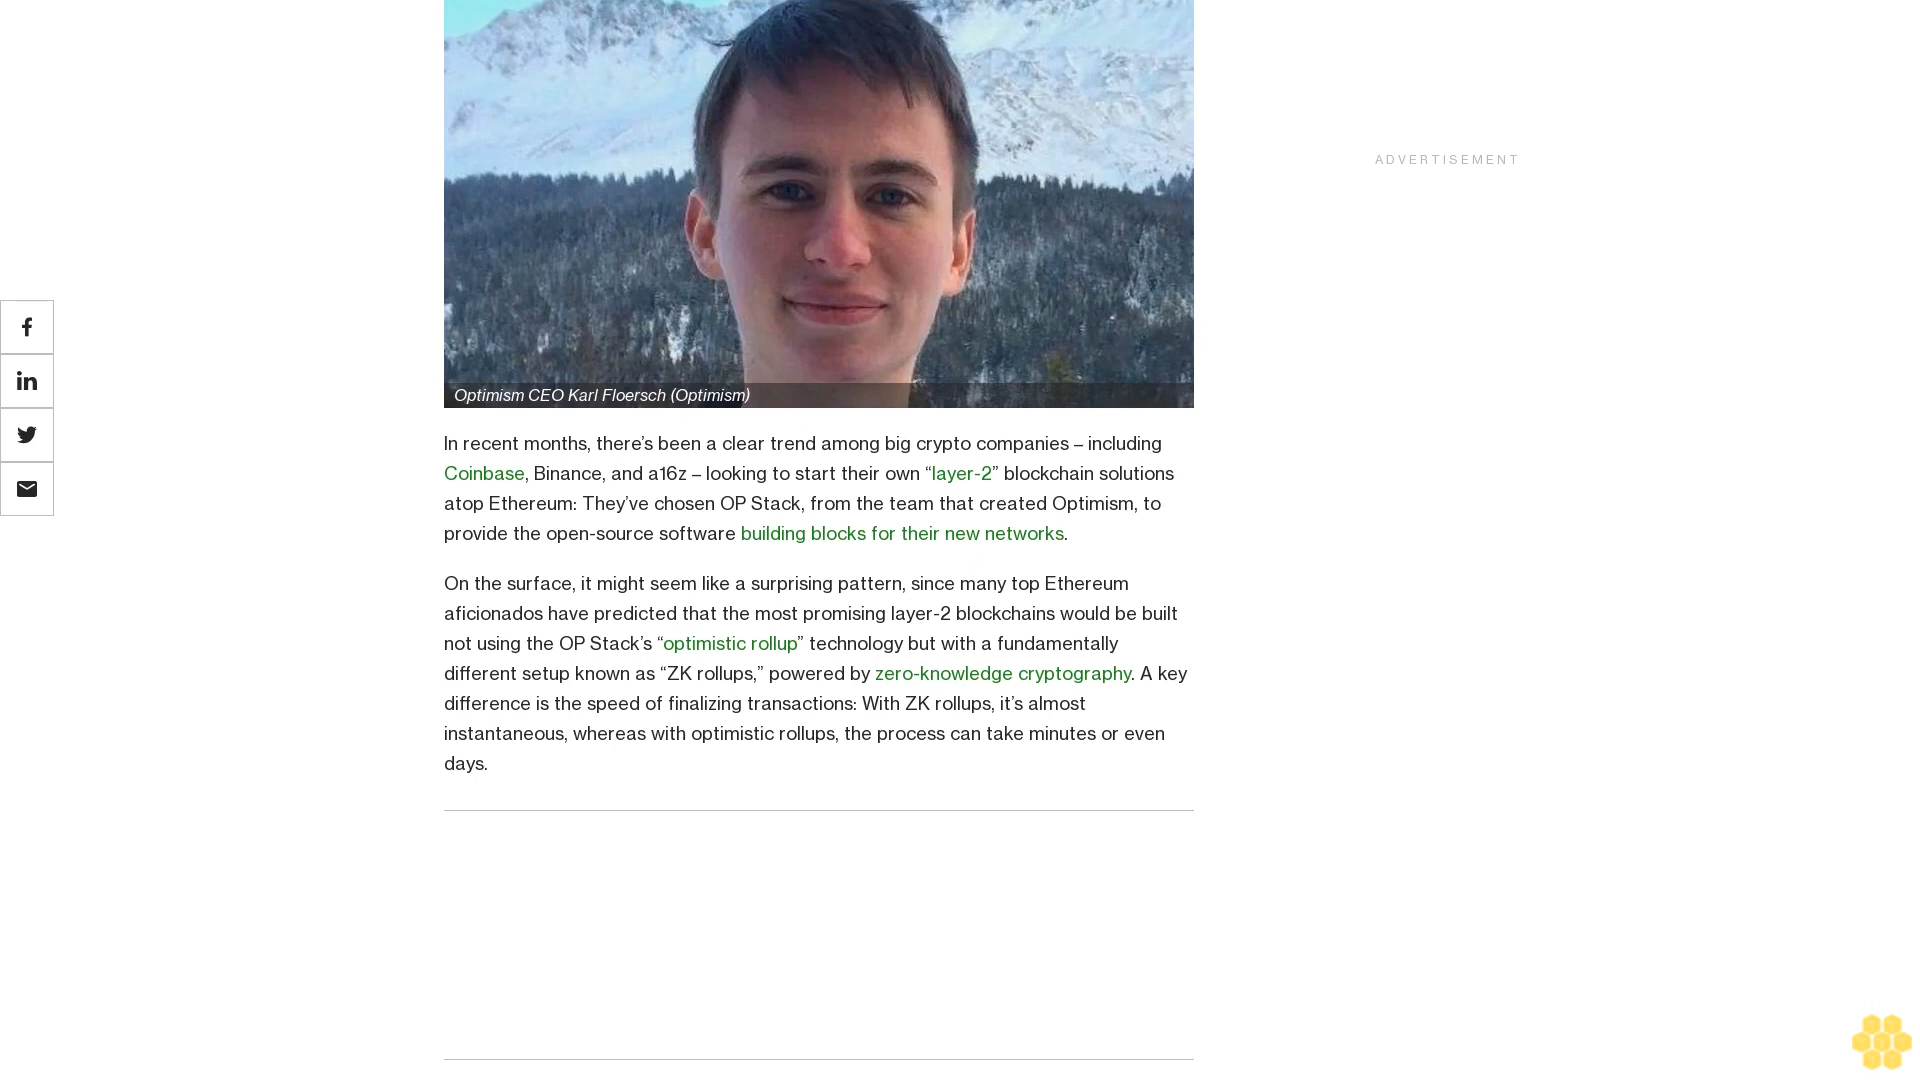 Optimism CEO Karl Floersch (Optimism)
ADVERTISEMENT
In recent months, there’s been a clear trend among big crypto companies – including
Coinbase, Binance, and a16z – looking to start their own “layer-2” blockchain solutions
atop Ethereum: They’ve chosen OP Stack, from the team that created Optimism, to
provide the open-source software building blocks for their new networks.
On the surface, it might seem like a surprising pattern, since many top Ethereum
aficionados have predicted that the most promising layer-2 blockchains would be built
not using the OP Stack’s “optimistic rollup” technology but with a fundamentally
different setup known as “ZK rollups,” powered by zero-knowledge cryptography. A key
difference is the speed of finalizing transactions: With ZK rollups, it’s almost
instantaneous, whereas with optimistic rollups, the process can take minutes or even
days.